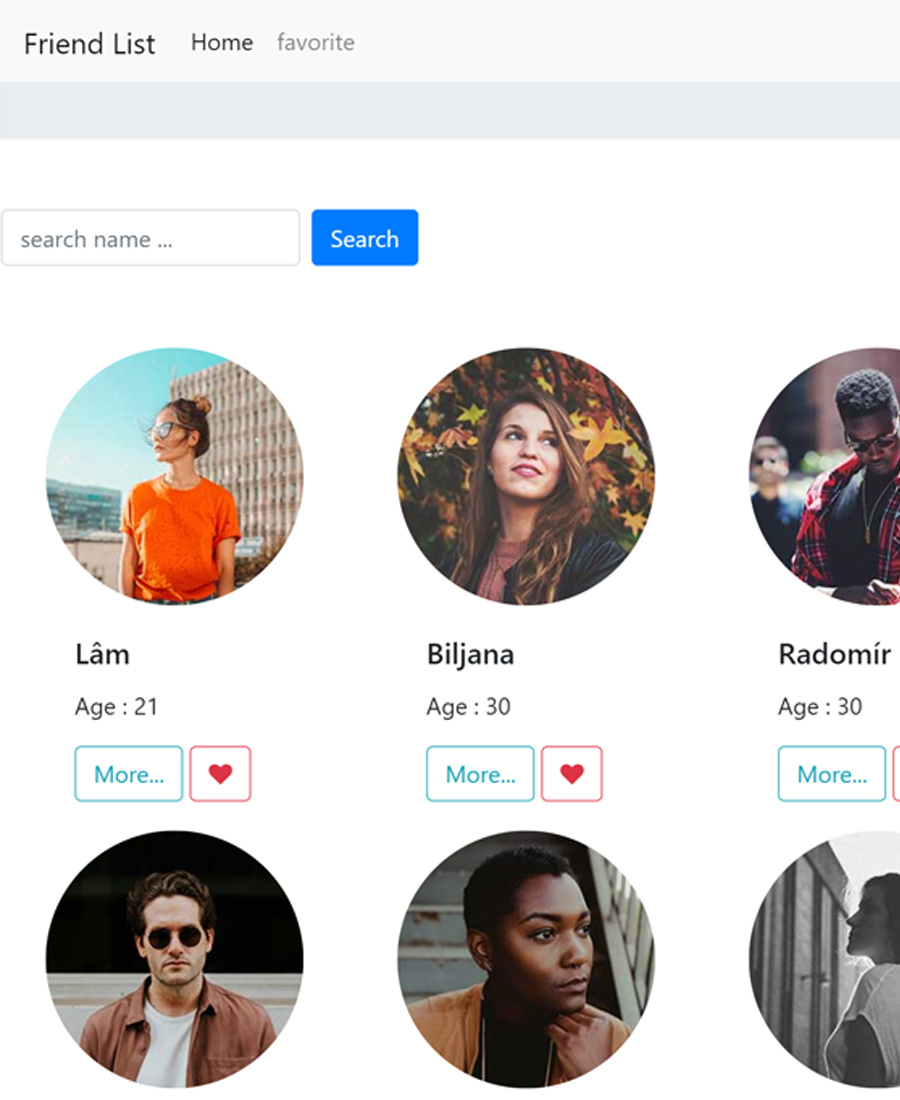 Friend List Home favorite
search name ... Search
Lâm Biljana Radomír
Age : 21 Age : 30 Age : 30
More... More... More...